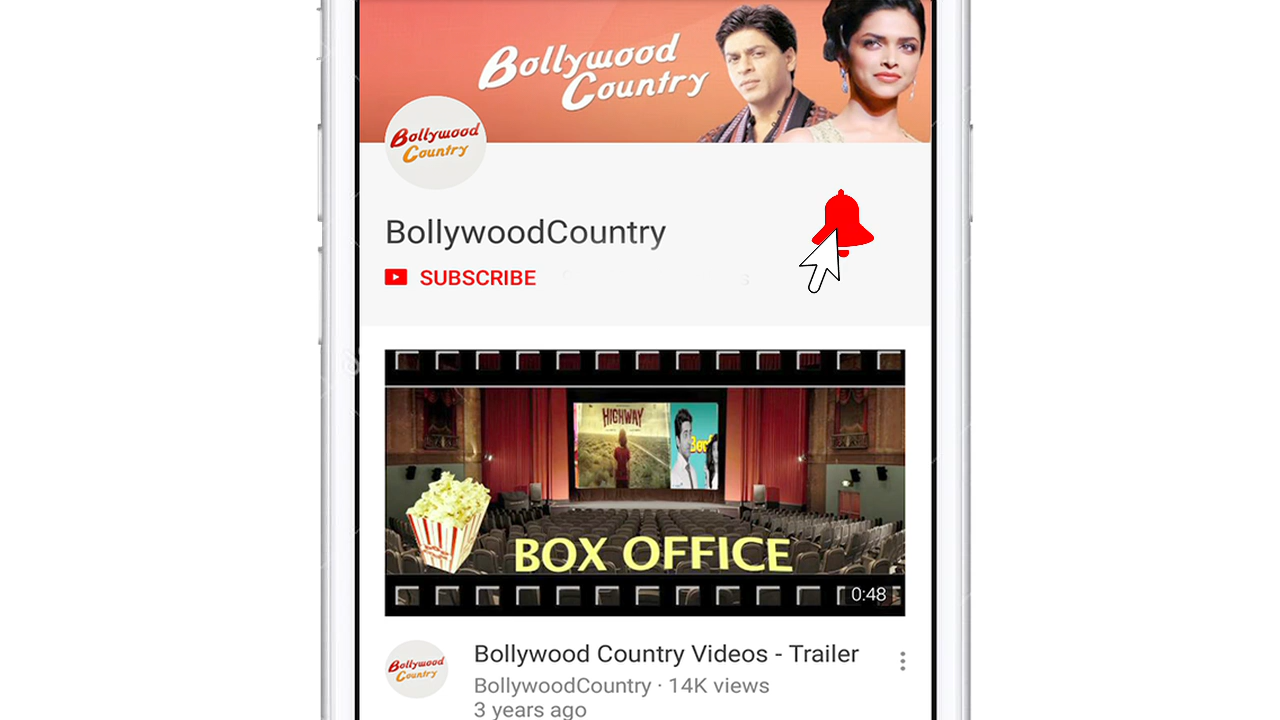 Bollywood
Country
Bollywood
Country
BollywoodCountry
SUBSCRIBE
HIGHWAY
BOX OFFICE
0:48
Bollywood
Country
Bollywood Country Videos - Trailer
BollywoodCountry · 14K views
3 years ago